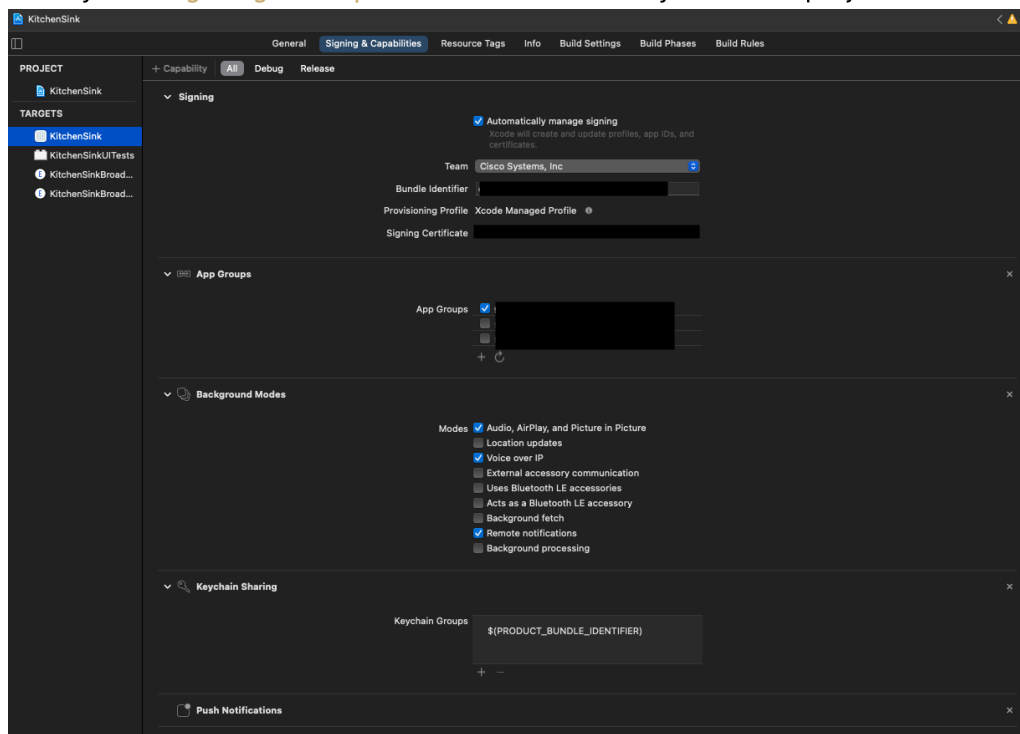 KitchenSink
General Signing & Capabilities Resource Tags Info Build Settings Build Phases Build Rules
PROJECT
KitchenSink
TARGETS
KitchenSink
KitchenSinkUITests
KitchenSinkBroad...
KitchenSinkBroad...
+ Capability All Debug Release
Signing
Automatically manage signing
Xcode will create and update profiles, app IDs, and
certificates.
Team Cisco Systems, Inc
Bundle Identifier
Provisioning Profile Xcode Managed Profile
Signing Certificate
App Groups
App Groups
Background Modes
Modes Audio, AirPlay, and Picture in Picture
Location updates
Voice over IP
External accessory communication
Uses Bluetooth LE accessories
Acts as a Bluetooth LE accessory
Background fetch
Remote notifications
Background processing
Keychain Sharing
Keychain Groups
$(PRODUCT_BUNDLE_IDENTIFIER)
Push Notifications